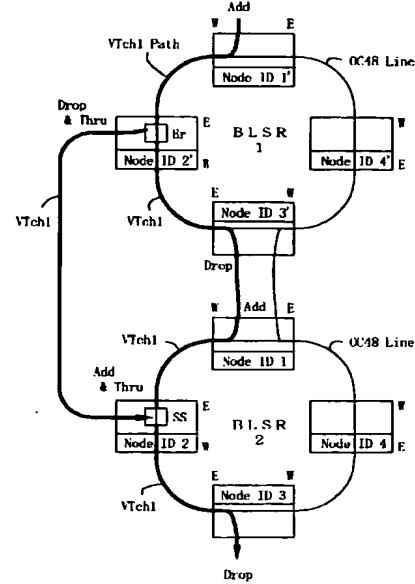 Add
W
E
VTch1 Path
OC48 Line
Node ID 1'
Drop
& Thru
E
Br
BLSR
1
W
Node ID 2'
W
Node ID 4'
E
VTch1
E
W
Node ID 3'
VTch1
Drop
W
Add
E
VTch1
OC48 Line
Node ID 1
Add
& Thru
E
SS
BLSR
2
W
Node ID 2
W
Node ID 4
E
E
W
VTch1
Node ID 3
Drop